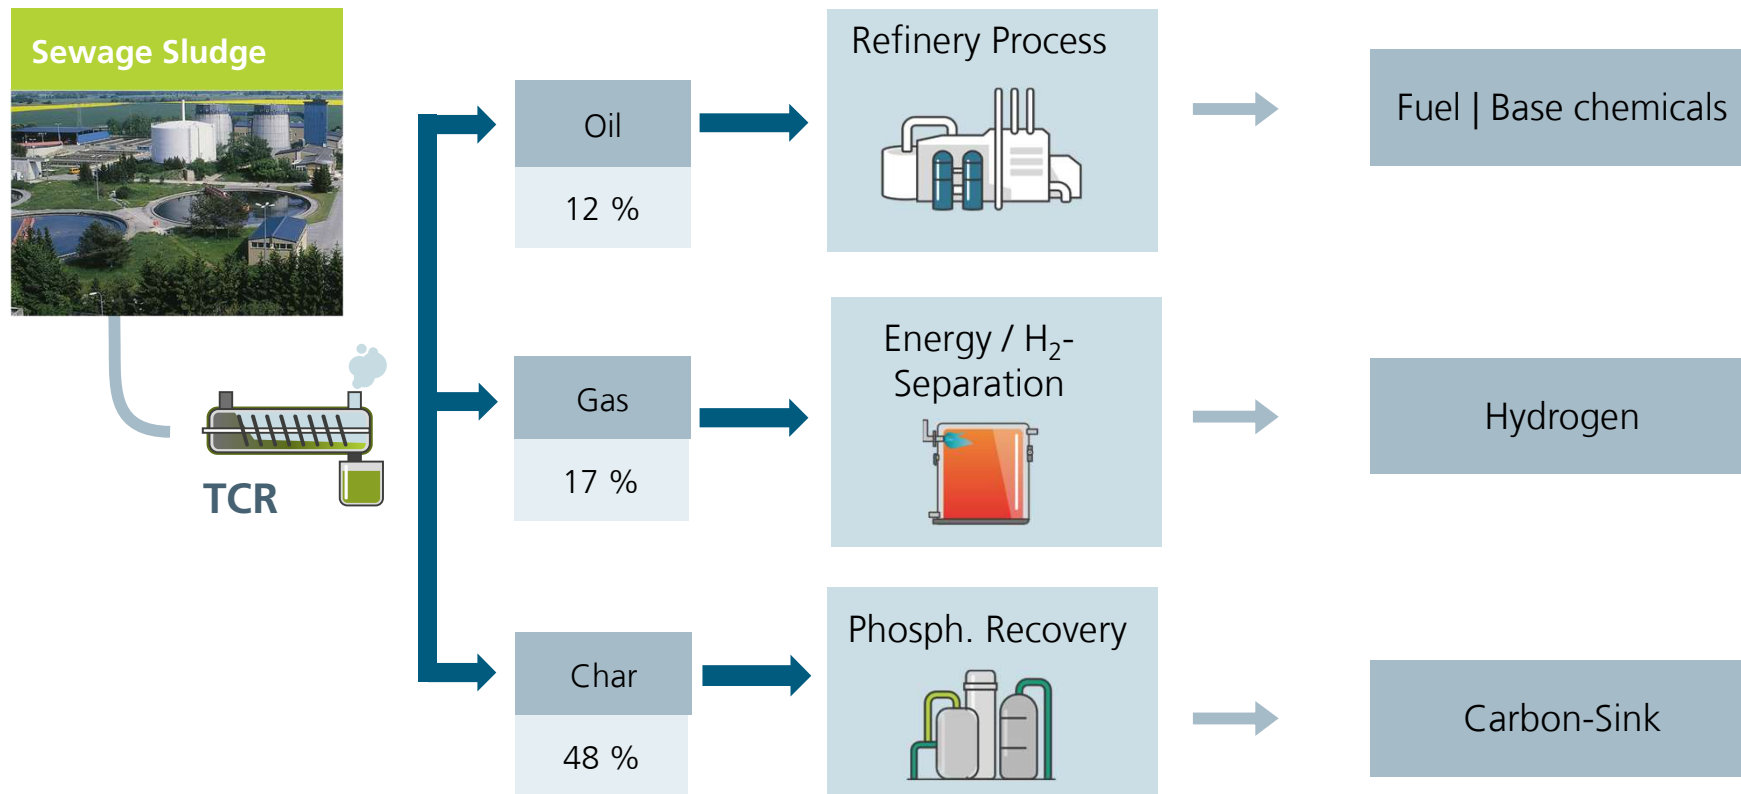 Sewage Sludge
TCR
Oil
12 %
Refinery Process
Fuel | Base chemicals
Gas
17 %
Energy / H₂-
Separation
Hydrogen
Char
48 %
Phosph. Recovery
Carbon-Sink